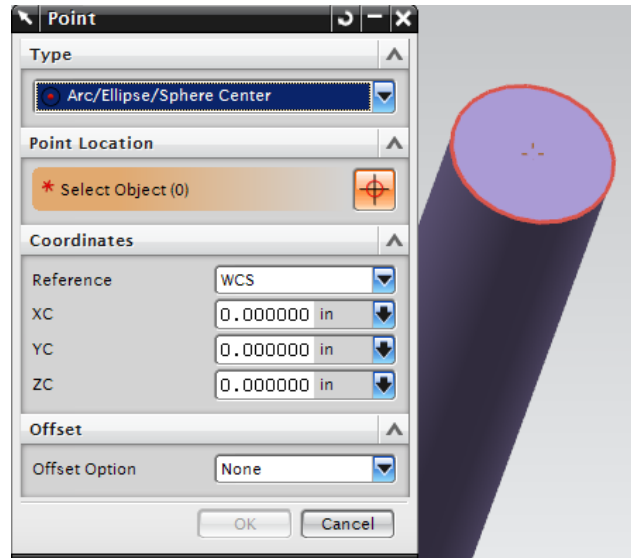 Point
Type
Arc/Ellipse/Sphere Center
Point Location
* Select Object (0)
Coordinates
Reference WCS
XC 0.000000 in
YC 0.000000 in
ZC 0.000000 in
Offset
Offset Option None
OK Cancel